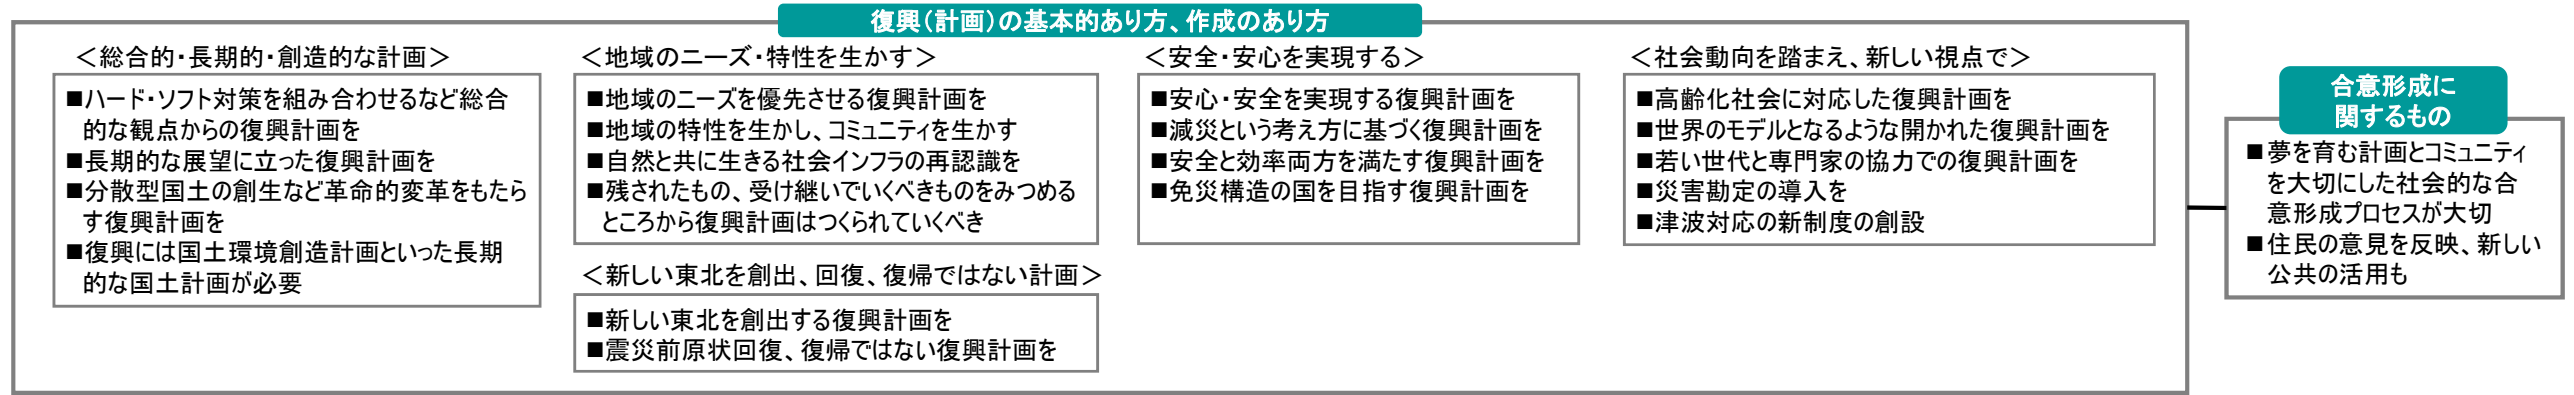 復興(計画)の基本的あり方、作成のあり方
＜総合的・長期的・創造的な計画＞
■ハード・ソフト対策を組み合わせるなど総合
的な観点からの復興計画を
■長期的な展望に立った復興計画を
■分散型国土の創生など革命的変革をもたら
す復興計画を
■復興には国土環境創造計画といった長期
的な国土計画が必要
＜地域のニーズ・特性を生かす＞
■地域のニーズを優先させる復興計画を
■地域の特性を生かし、コミュニティを生かす
■自然と共に生きる社会インフラの再認識を
■残されたもの、受け継いでいくべきものをみつめる
ところから復興計画はつくられていくべき
＜新しい東北を創出、回復、復帰ではない計画＞
■新しい東北を創出する復興計画を
■震災前原状回復、復帰ではない復興計画を
＜安全・安心を実現する＞
■安心・安全を実現する復興計画を
■減災という考え方に基づく復興計画を
■安全と効率両方を満たす復興計画を
■免災構造の国を目指す復興計画を
＜社会動向を踏まえ、新しい視点で＞
■高齢化社会に対応した復興計画を
■世界のモデルとなるような開かれた復興計画を
■若い世代と専門家の協力での復興計画を
■災害勘定の導入を
■津波対応の新制度の創設
合意形成に
関するもの
■夢を育む計画とコミュニティ
を大切にした社会的な合
意形成プロセスが大切
■住民の意見を反映、新しい
公共の活用も